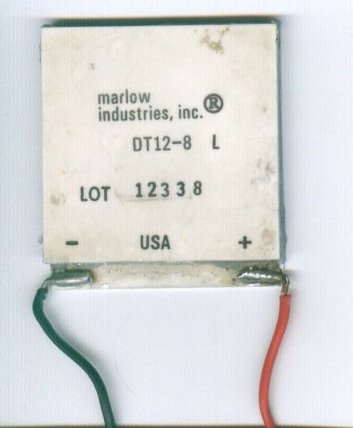 marlow
industries, inc.®
DT12-8 L
LOT 12338
- USA +